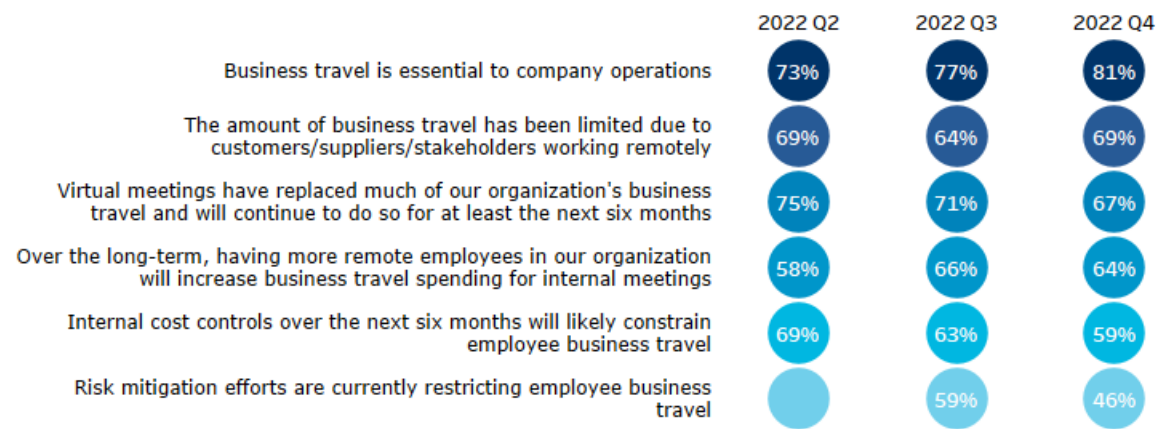 2022 Q2 2022 Q3 2022 Q4
Business travel is essential to company operations 73% 77% 81%
The amount of business travel has been limited due to
customers/suppliers/stakeholders working remotely 69% 64% 69%
Virtual meetings have replaced much of our organization's business
travel and will continue to do so for at least the next six months 75% 71% 67%
Over the long-term, having more remote employees in our organization
will increase business travel spending for internal meetings 58% 66% 64%
Internal cost controls over the next six months will likely constrain
employee business travel 69% 63% 59%
Risk mitigation efforts are currently restricting employee business
travel 59% 46%